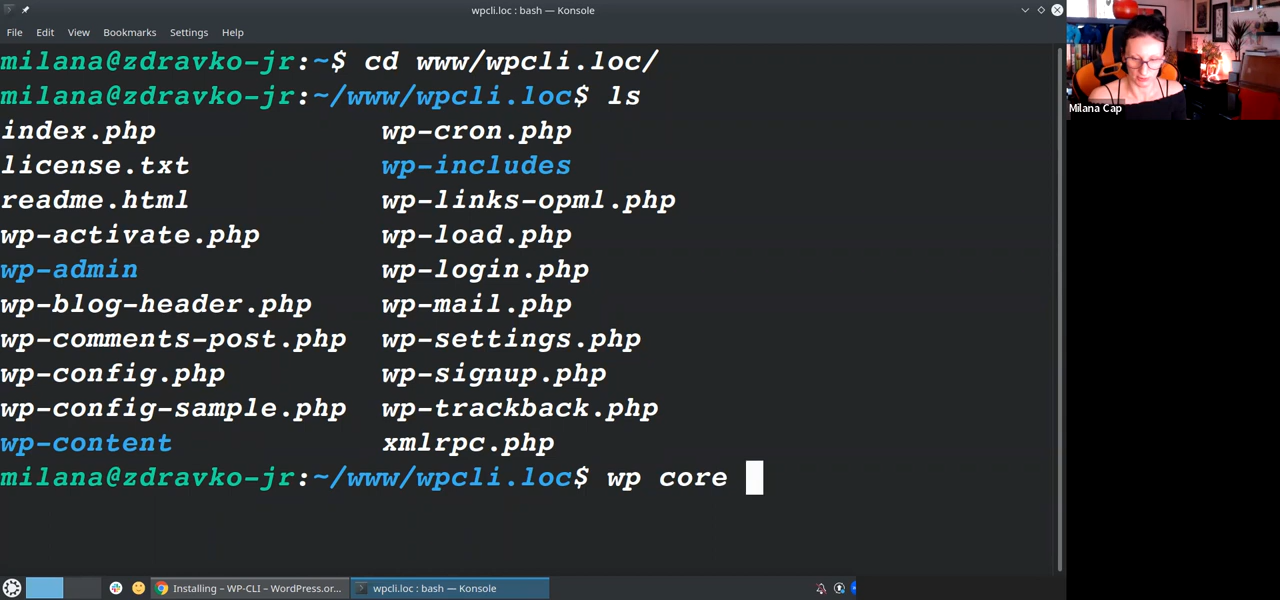 wpcli.loc : bash — Konsole
File Edit View Bookmarks Settings Help
milana@zdravko-jr:~$ cd www/wpcli.loc/
milana@zdravko-jr:~/www/wpcli.loc$ ls
index.php wp-cron.php
license.txt wp-includes
readme.html wp-links-opml.php
wp-activate.php wp-load.php
wp-admin wp-login.php
wp-blog-header.php wp-mail.php
wp-comments-post.php wp-settings.php
wp-config.php wp-signup.php
wp-config-sample.php wp-trackback.php
wp-content xmlrpc.php
milana@zdravko-jr:~/www/wpcli.loc$ wp core
Installing – WP-CLI – WordPress.or... wpcli.loc : bash — Konsole
Milana Cap